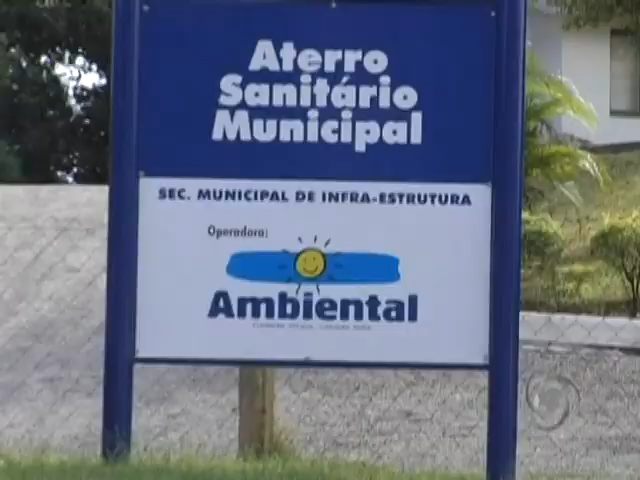 Aterro
Sanitário
Municipal
SEC. MUNICIPAL DE INFRA-ESTRUTURA
Operadora:
Ambiental